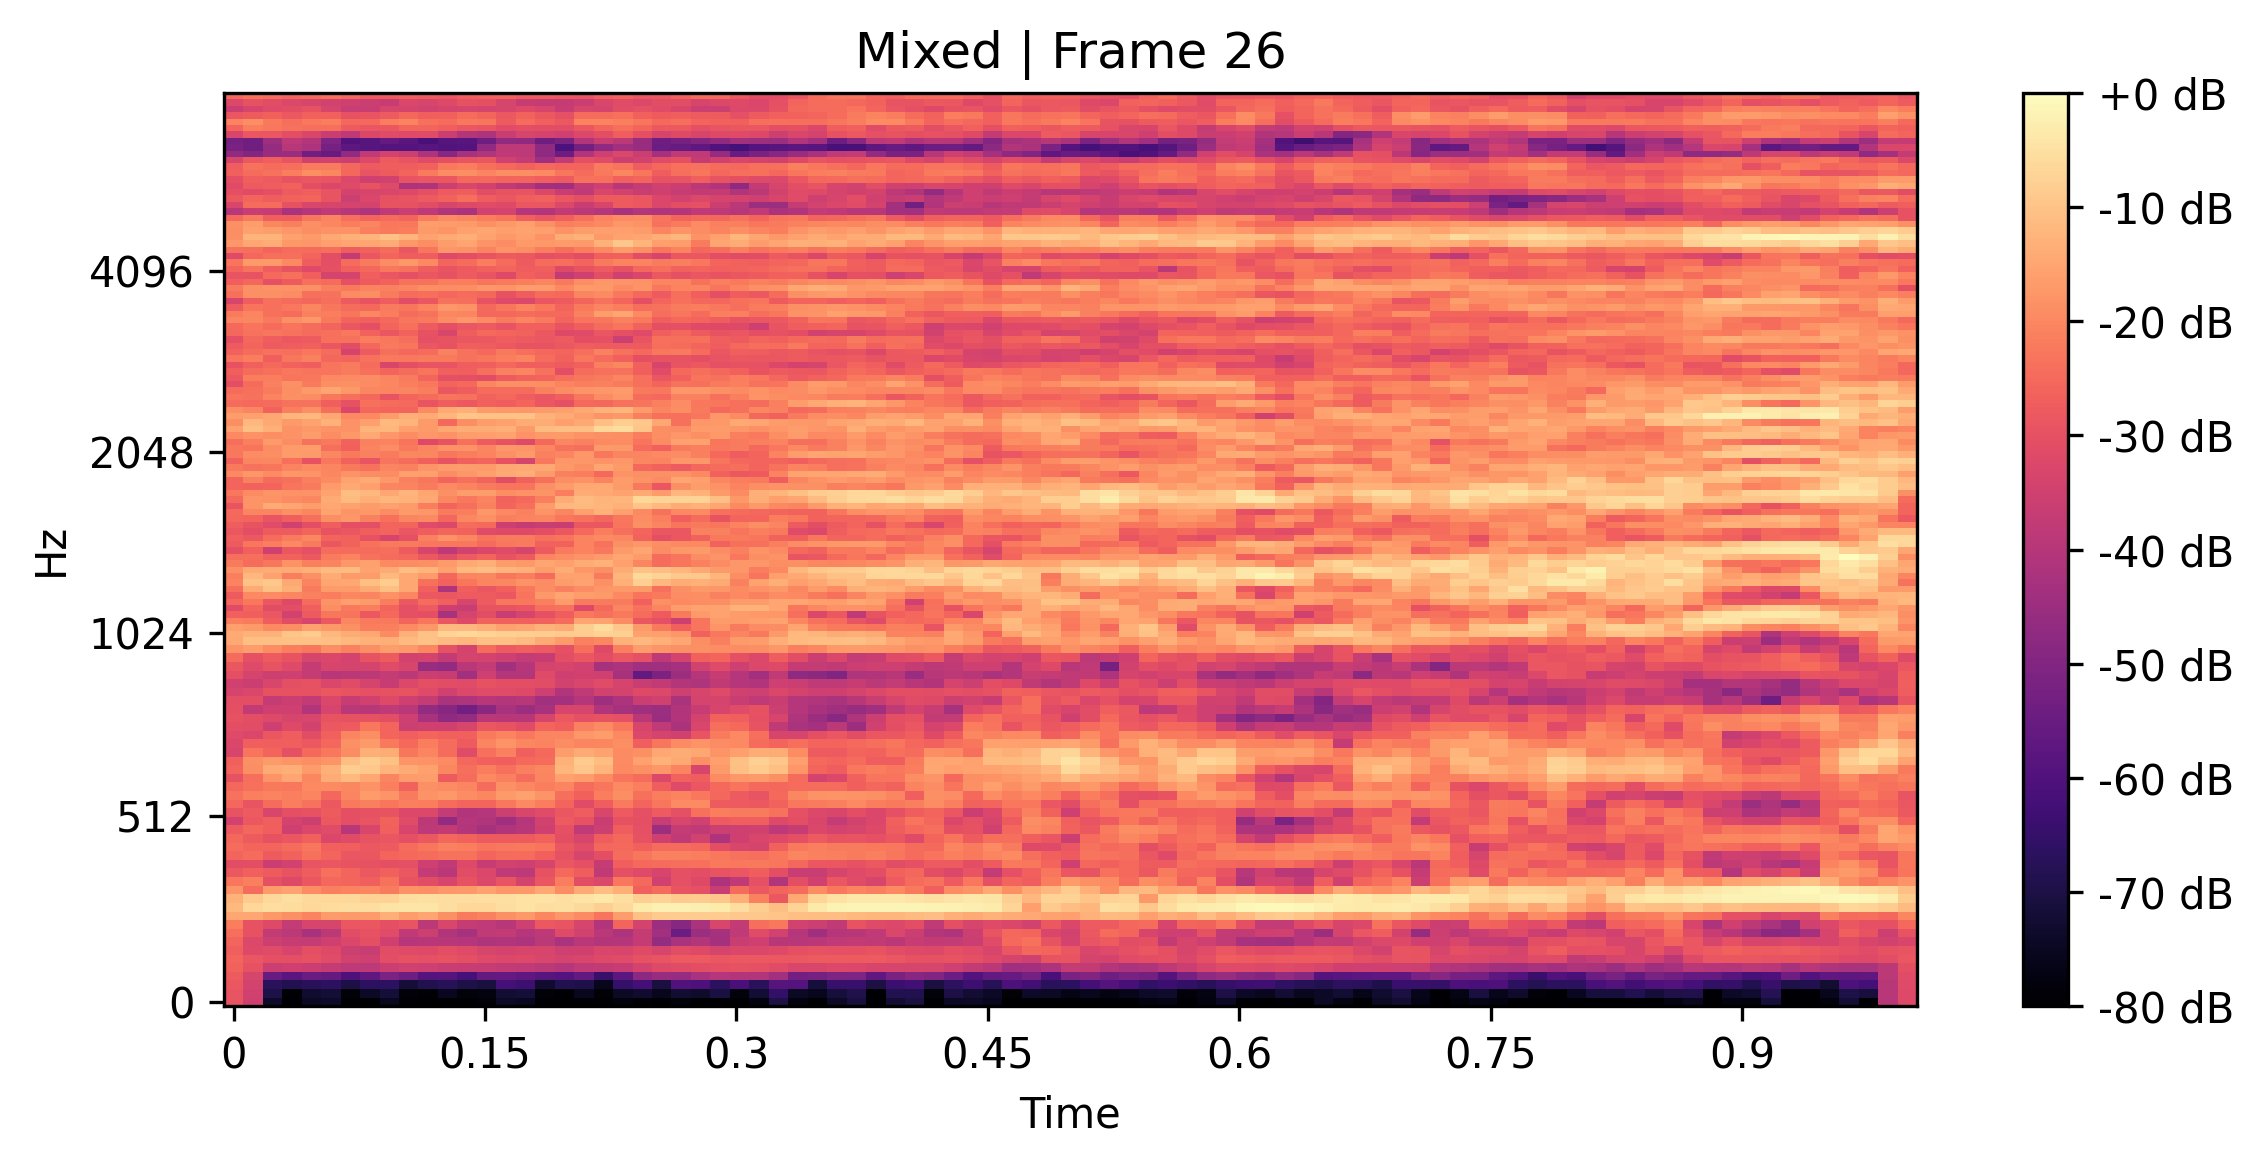 Mixed | Frame 26
Hz
4096
2048
1024
512
0
0 0.15 0.3 0.45 0.6 0.75 0.9
Time
+0 dB
-10 dB
-20 dB
-30 dB
-40 dB
-50 dB
-60 dB
-70 dB
-80 dB